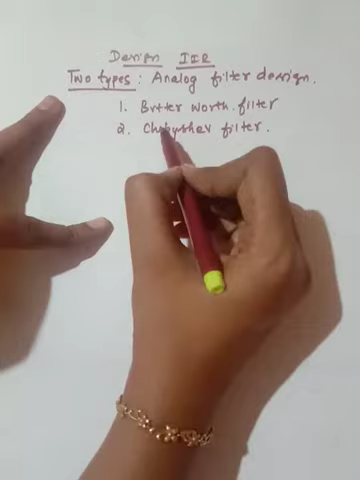 Design IIR
Two types : Analog filter design.
1. Butter worth filter
2. Chebyshev filter.